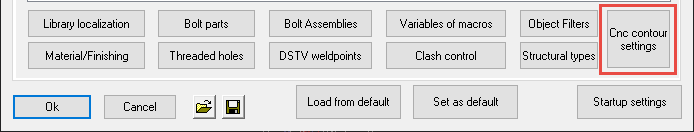 Library localization
Bolt parts
Bolt Assemblies
Variables of macros
Object Filters
Cnc contour
settings
Material/Finishing
Threaded holes
DSTV weldpoints
Clash control
Structural types
Ok
Cancel
Load from default
Set as default
Startup settings